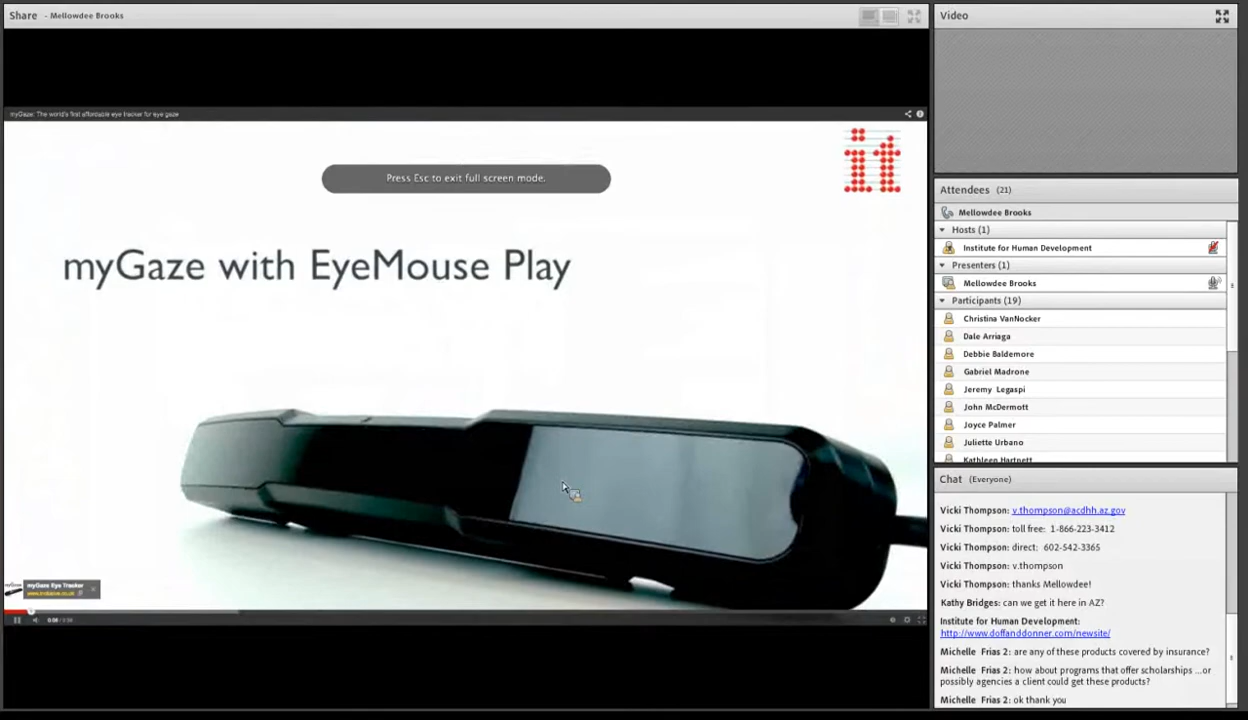 Share - Mellowdee Brooks
myGaze: The world's first affordable eye tracker for eye gaze
it
Press Esc to exit full screen mode.
myGaze with EyeMouse Play
myGaze Eye Tracker
www.inclusive.co.uk
Video
Attendees (21)
Mellowdee Brooks
Hosts (1)
Institute for Human Development
Presenters (1)
Mellowdee Brooks
Participants (19)
Christina VanNocker
Dale Arriaga
Debbie Baldemore
Gabriel Madrone
Jeremy Legaspi
John McDermott
Joyce Palmer
Juliette Urbano
Kathleen Hartnett
Chat (Everyone)
Vicki Thompson: v.thompson@acdhh.az.gov
Vicki Thompson: toll free: 1-866-223-3412
Vicki Thompson: direct: 602-542-3365
Vicki Thompson: v.thompson
Vicki Thompson: thanks Mellowdee!
Kathy Bridges: can we get it here in AZ?
Institute for Human Development:
http://www.doffanddonner.com/newsite/
Michelle Frias 2: are any of these products covered by insurance?
Michelle Frias 2: how about programs that offer scholarships ...or
possibly agencies a client could get these products?
Michelle Frias 2: ok thank you